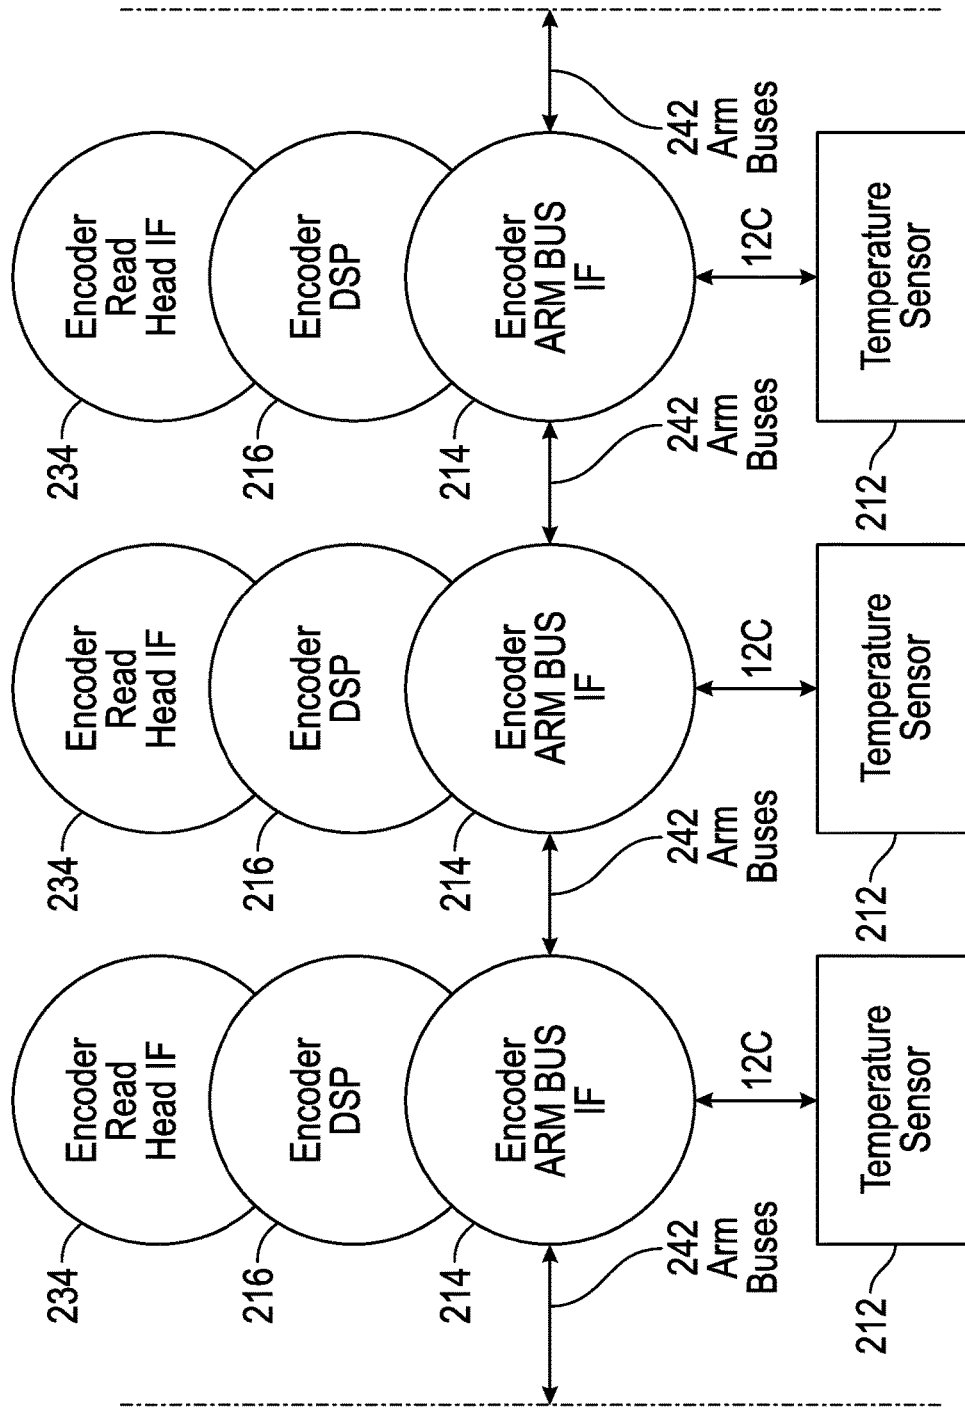 234
Encoder
Read
Head IF
216
Encoder
DSP
214
Encoder
ARM BUS
IF
242
Arm
Buses
12C
212
Temperature
Sensor
234
Encoder
Read
Head IF
216
Encoder
DSP
214
Encoder
ARM BUS
IF
242
Arm
Buses
12C
212
Temperature
Sensor
234
Encoder
Read
Head IF
216
Encoder
DSP
214
Encoder
ARM BUS
IF
242
Arm
Buses
12C
212
Temperature
Sensor
242
Arm
Buses